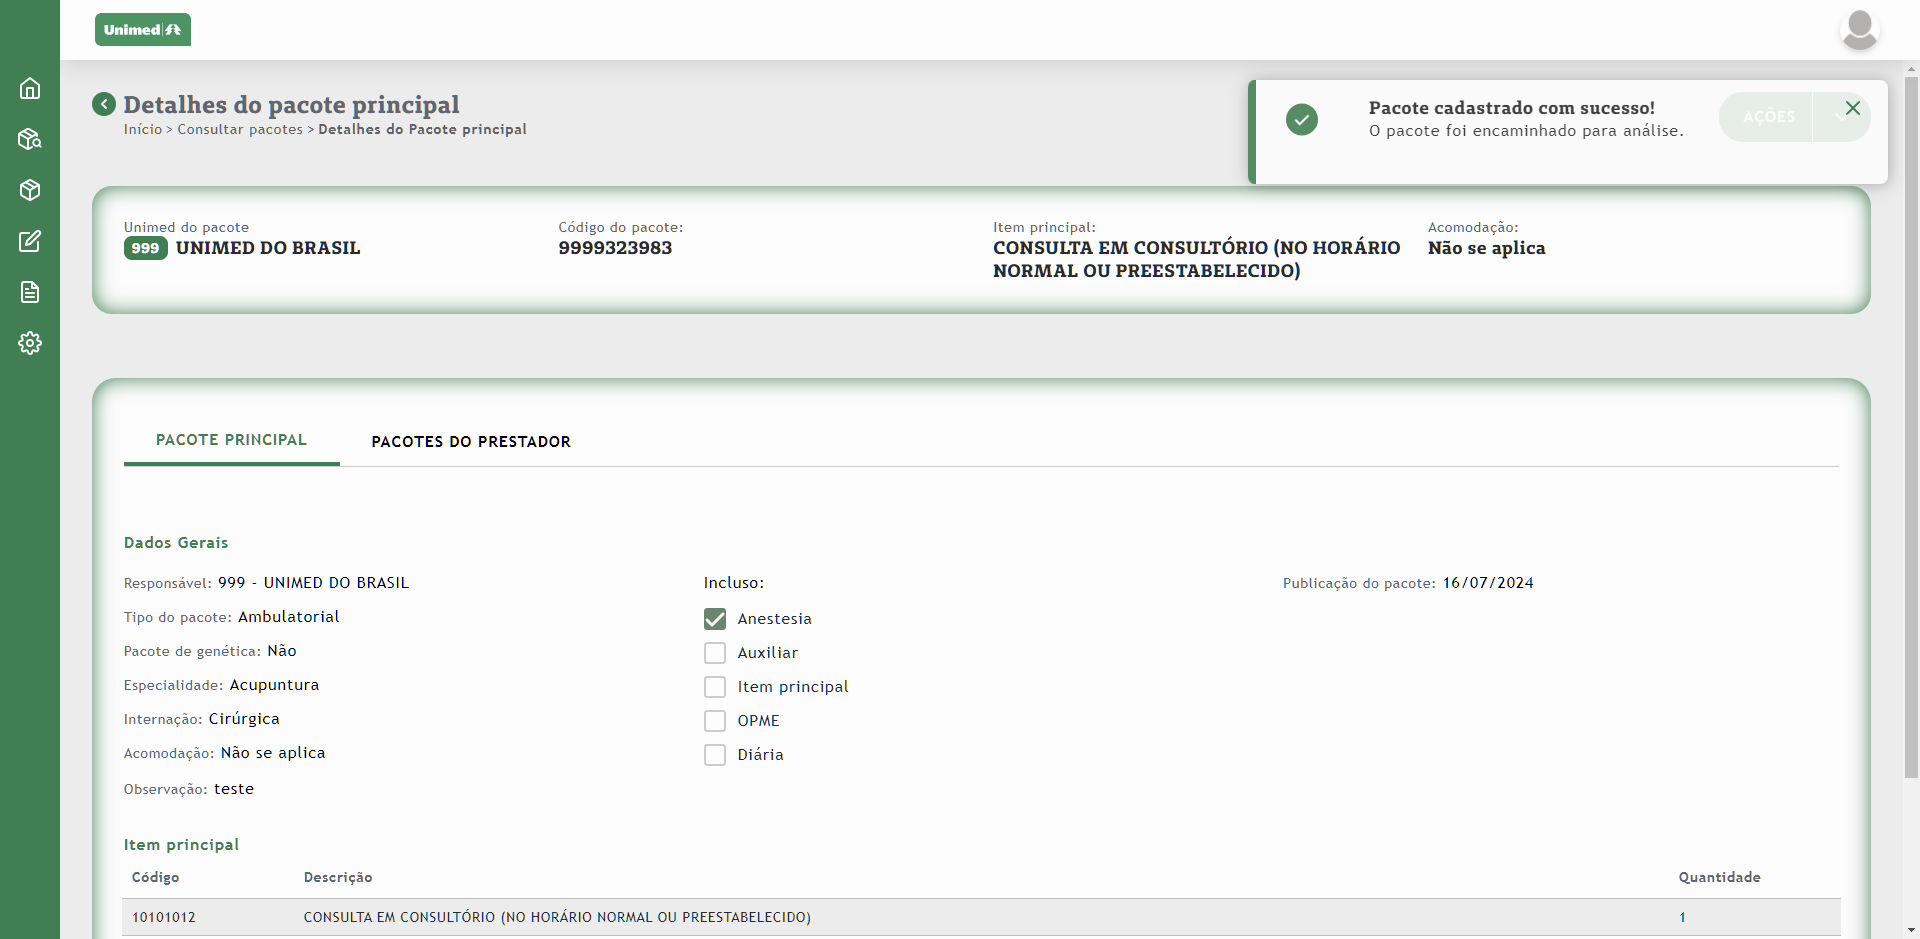 Unimed
Detalhes do pacote principal
Início > Consultar pacotes > Detalhes do Pacote principal
Pacote cadastrado com sucesso!
O pacote foi encaminhado para análise.
AÇÕES
Unimed do pacote
999 UNIMED DO BRASIL
Código do pacote:
9999323983
Item principal:
CONSULTA EM CONSULTÓRIO (NO HORÁRIO
NORMAL OU PREESTABELECIDO)
Acomodação:
Não se aplica
PACOTE PRINCIPAL
PACOTES DO PRESTADOR
Dados Gerais
Responsável: 999 - UNIMED DO BRASIL
Tipo do pacote: Ambulatorial
Pacote de genética: Não
Especialidade: Acupuntura
Internação: Cirúrgica
Acomodação: Não se aplica
Observação: teste
Incluso:
Anestesia
Auxiliar
Item principal
OPME
Diária
Publicação do pacote: 16/07/2024
Item principal
Código Descrição Quantidade
10101012 CONSULTA EM CONSULTÓRIO (NO HORÁRIO NORMAL OU PREESTABELECIDO) 1